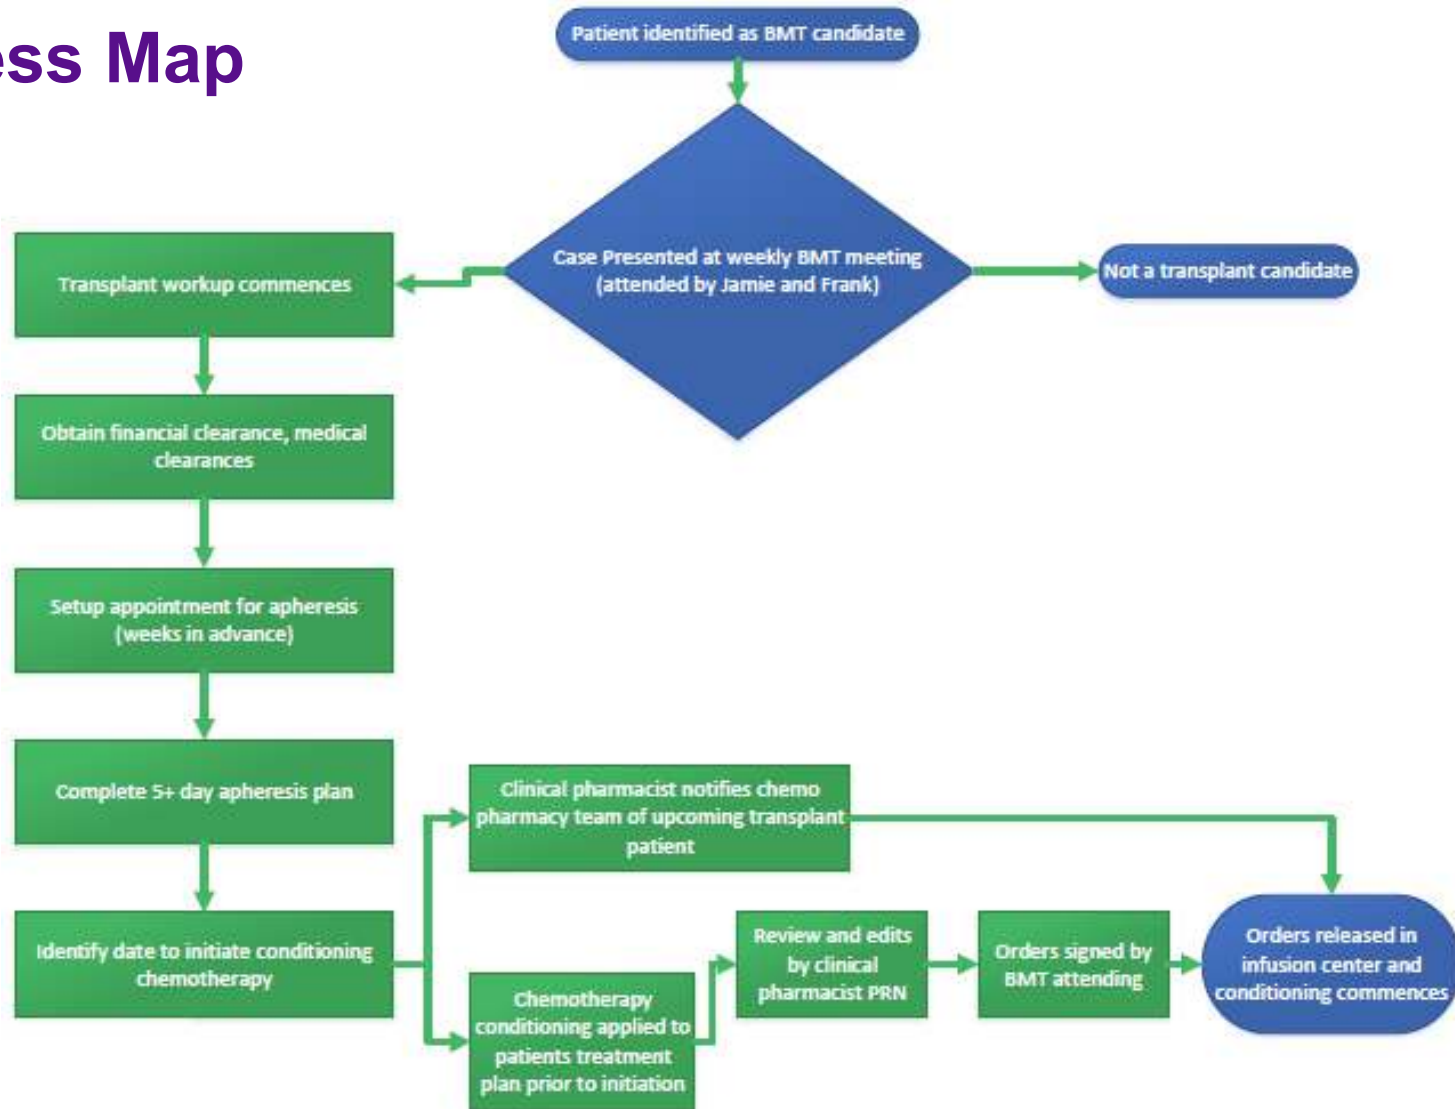 ess Map
Patient identified as BMT candidate
Case Presented at weekly BMT meeting
(attended by Jamie and Frank)
Not a transplant candidate
Transplant workup commences
Obtain financial clearance, medical
clearances
Setup appointment for apheresis
(weeks in advance)
Complete 5+ day apheresis plan
Identify date to initiate conditioning
chemotherapy
Clinical pharmacist notifies chemo
pharmacy team of upcoming transplant
patient
Chemotherapy
conditioning applied to
patients treatment
plan prior to initiation
Review and edits
by clinical
pharmacist PRN
Orders signed by
BMT attending
Orders released in
infusion center and
conditioning commences